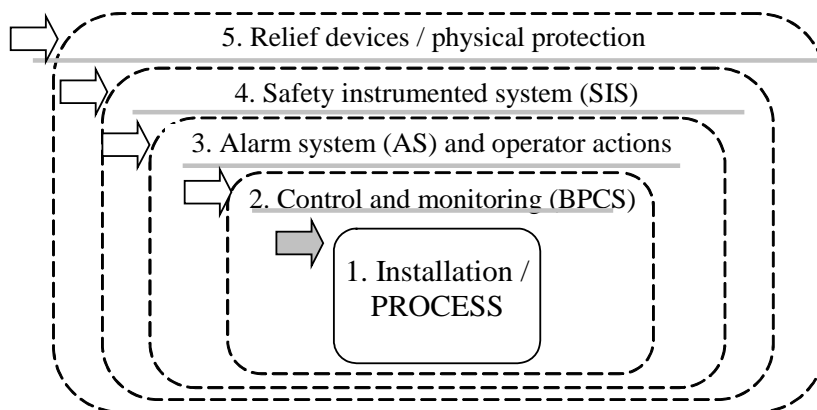 5. Relief devices / physical protection
4. Safety instrumented system (SIS)
3. Alarm system (AS) and operator actions
2. Control and monitoring (BPCS)
1. Installation /
PROCESS